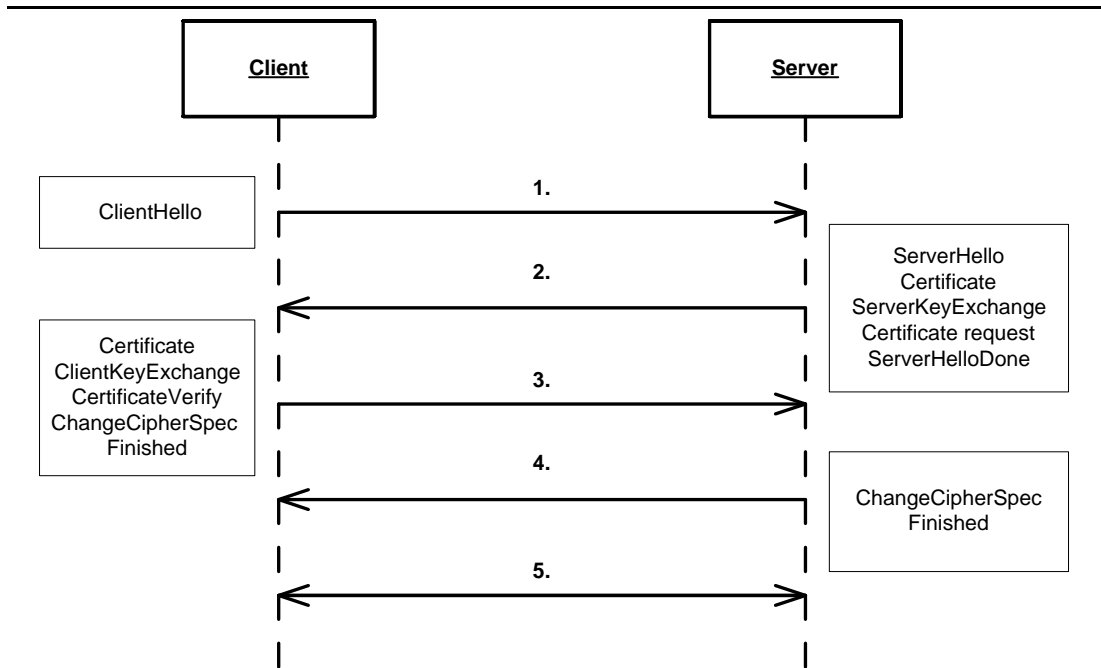 Client
Server
1.
ClientHello
2.
ServerHello
Certificate
ServerKeyExchange
Certificate request
ServerHelloDone
Certificate
ClientKeyExchange
CertificateVerify
ChangeCipherSpec
Finished
3.
4.
ChangeCipherSpec
Finished
5.